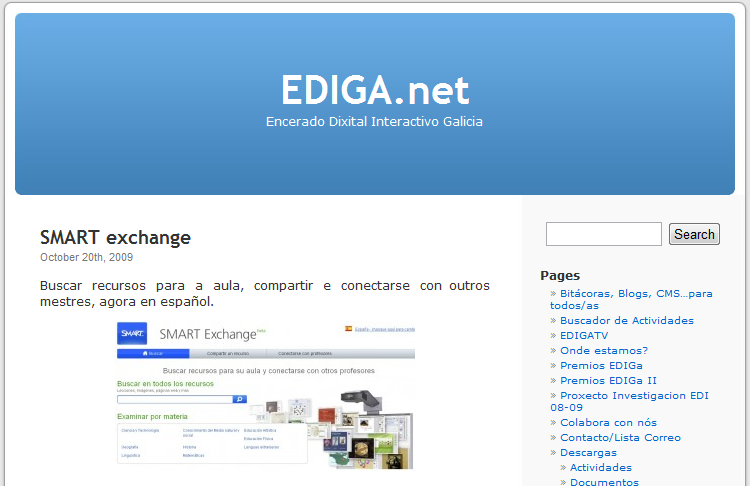 EDIGA.net
Encerado Dixital Interactivo Galicia
SMART exchange
October 20th, 2009
Buscar recursos para a aula, compartir e conectarse con outros
mestres, agora en español.
SMART
SMART Exchange beta
Buscar
Compartir un recurso
Conectarse con profesores
Buscar recursos para su aula y conectarse con otros profesores
Buscar en todos los recursos
Lecciones, imágenes, páginas web y más
Examinar por materia
Ciencia y Tecnología
Conocimiento del Medio natural y
social
Educación Artística
Educación Física
Geografía
Historia
Lenguas extranjeras
Lingüística
Matemáticas
Search
Pages
» Bitácoras, Blogs, CMS…para
todos/as
» Buscador de Actividades
» EDIGATV
» Onde estamos?
» Premios EDIGa
» Premios EDIGa II
» Proxecto Investigacion EDI
08-09
» Colabora con nós
» Contacto/Lista Correo
» Descargas
» Actividades
» Documentos